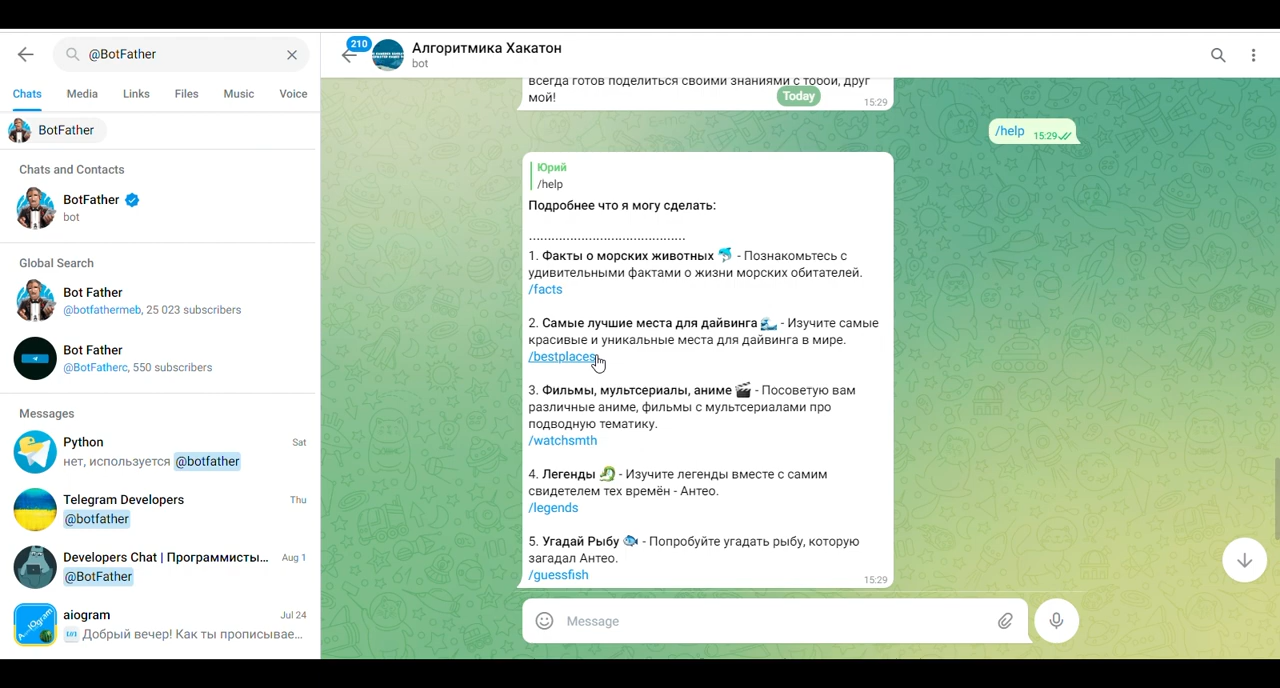 @BotFather
Chats Media Links Files Music Voice
BotFather
Chats and Contacts
BotFather
bot
Global Search
Bot Father
@botfathermeb, 25 023 subscribers
Bot Father
@BotFatherc, 550 subscribers
Messages
Python Sat
нет, используется @botfather
Telegram Developers Thu
@botfather
Developers Chat | Программисты... Aug 1
@BotFather
aiogram Jul 24
Добрый вечер! Как ты прописывае...
210
Алгоритмика Хакатон
bot
всегда готов поделиться своими знаниями с тобой, друг
мой! 15:29
Today
/help 15:29
Юрий
/help
Подробнее что я могу сделать:
..........................................
1. Факты о морских животных 🐬 - Познакомьтесь с
удивительными фактами о жизни морских обитателей.
/facts
2. Самые лучшие места для дайвинга 🌊 - Изучите самые
красивые и уникальные места для дайвинга в мире.
/bestplaces
3. Фильмы, мультсериалы, аниме 🎬 - Посоветую вам
различные аниме, фильмы с мультсериалами про
подводную тематику.
/watchsmth
4. Легенды 🐉 - Изучите легенды вместе с самим
свидетелем тех времён - Антео.
/legends
5. Угадай Рыбу 🐟 - Попробуйте угадать рыбу, которую
загадал Антео.
/guessfish 15:29
Message